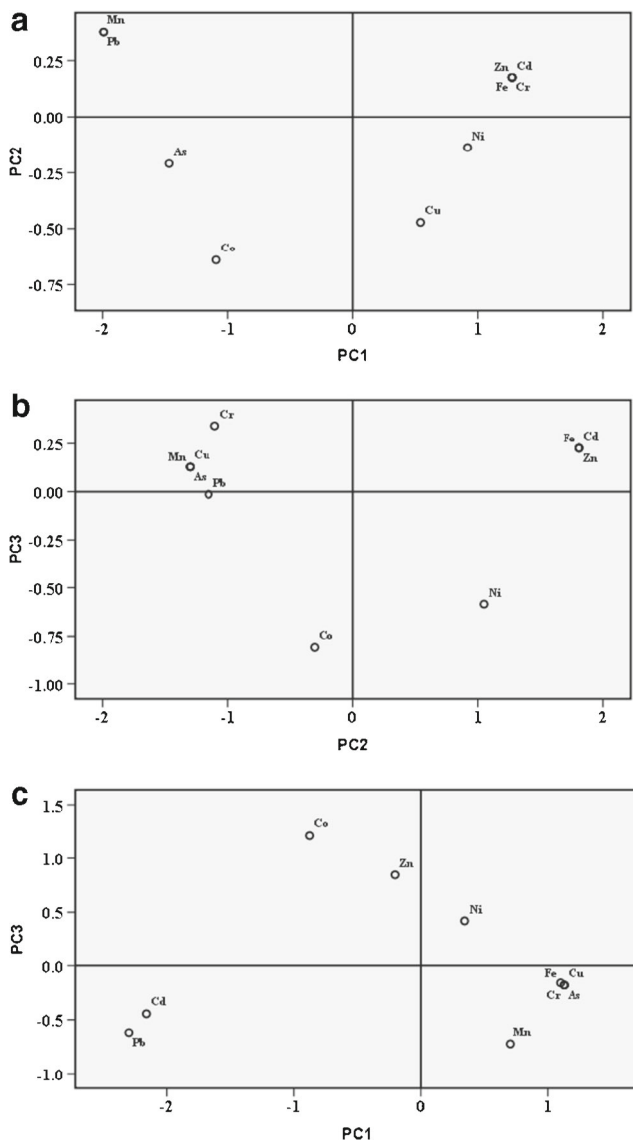 a
Mn
Pb
Zn Cd
Fe Cr
Ni
As
Cu
Co
0.25
0.00
-0.25
-0.50
-0.75
PC2
-2 -1 0 1 2
PC1
b
Cr
Mn Cu
As Pb
Fe Cd
Zn
Ni
Co
0.25
0.00
-0.25
-0.50
-0.75
-1.00
PC3
-2 -1 0 1 2
PC2
c
Co
Zn
Ni
Fe Cu
Cr As
Cd
Pb
Mn
1.5
1.0
0.5
0.0
-0.5
-1.0
PC3
-2 -1 0 1
PC1